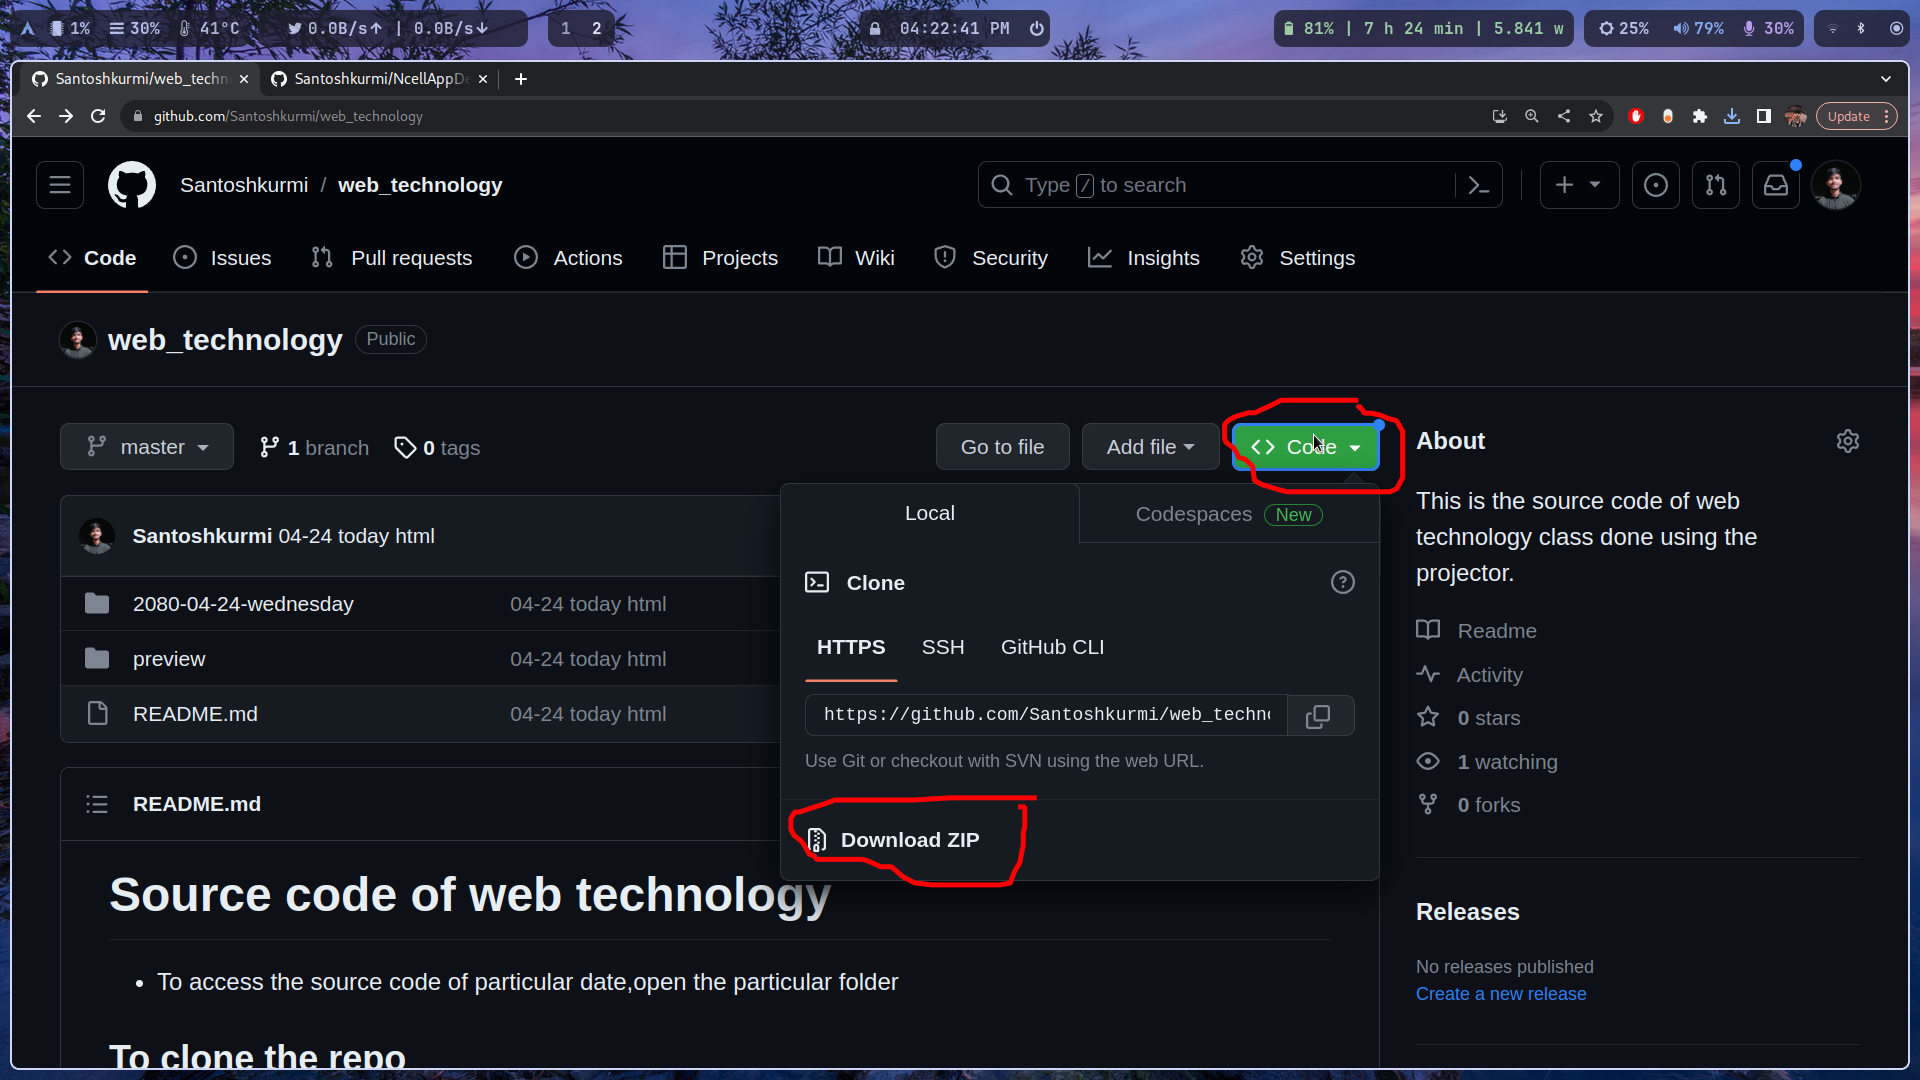 1% 30% 41°C 0.0B/s | 0.0B/s 1 2 04:22:41 PM 81% | 7 h 24 min | 5.841 w 25% 79% 30%
Santoshkurmi/web_techn Santoshkurmi/NcellAppDe
github.com/Santoshkurmi/web_technology Update
Santoshkurmi / web_technology Type / to search
Code Issues Pull requests Actions Projects Wiki Security Insights Settings
web_technology Public
master 1 branch 0 tags Go to file Add file Code
About
This is the source code of web
technology class done using the
projector.
Readme
Activity
0 stars
1 watching
0 forks
Releases
No releases published
Create a new release
Local Codespaces New
Clone
HTTPS SSH GitHub CLI
https://github.com/Santoshkurmi/web_techno
Use Git or checkout with SVN using the web URL.
Download ZIP
Santoshkurmi 04-24 today html
2080-04-24-wednesday 04-24 today html
preview 04-24 today html
README.md 04-24 today html
README.md
Source code of web technology
• To access the source code of particular date,open the particular folder
To clone the repo